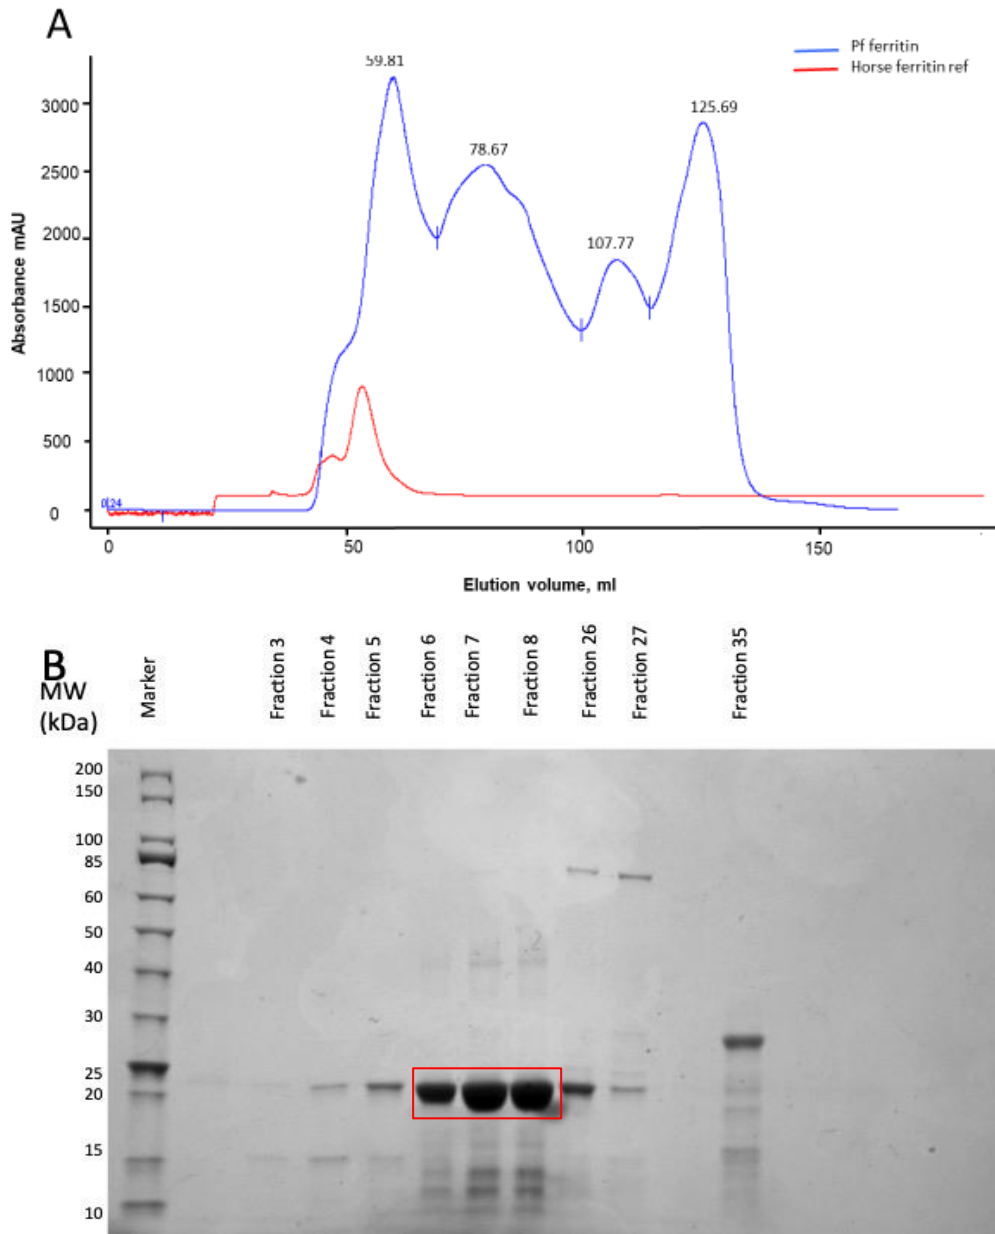 A
Pf ferritin
Horse ferritin ref
59.81
78.67
107.77
125.69
3000
2500
2000
1500
1000
500
0
0.24
0
50
100
150
Absorbance mAU
Elution volume, ml
B
MW
(kDa)
Marker
Fraction 3
Fraction 4
Fraction 5
Fraction 6
Fraction 7
Fraction 8
Fraction 26
Fraction 27
Fraction 35
200
150
100
85
60
50
40
30
25
20
15
10